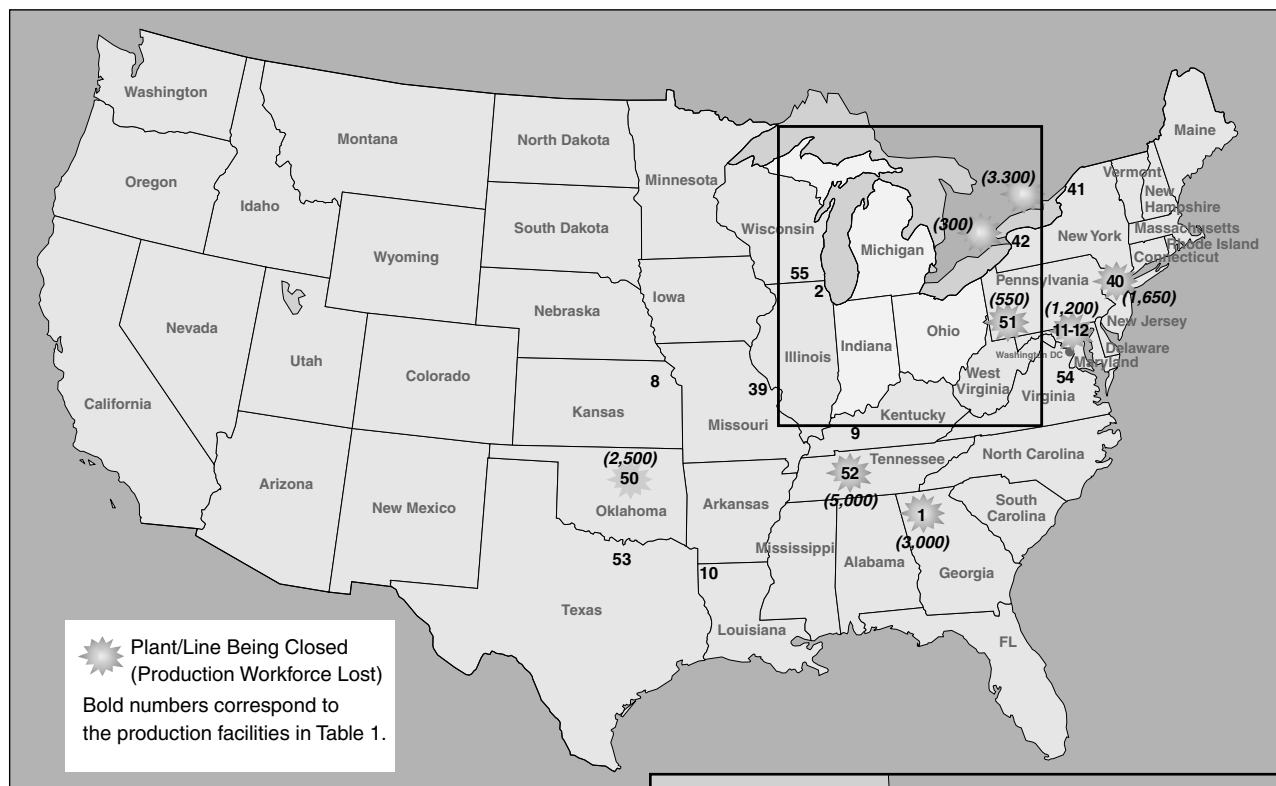 Washington
Montana
North Dakota
Minnesota
Maine
Oregon
Idaho
South Dakota
Wisconsin
Michigan
(3.300)
(300)
41
42
Vermont
New
Hampshire
New York
Massachusetts
Rhode Island
Connecticut
Wyoming
Nebraska
Iowa
55
2
Pennsylvania
(550)
51
40
(1,650)
(1,200)
11-12
New Jersey
Delaware
Maryland
Washington DC
Nevada
Utah
Colorado
Kansas
8
39
Missouri
Illinois
Indiana
Ohio
West
Virginia
54
Virginia
Kentucky
9
California
Arizona
New Mexico
(2,500)
50
Oklahoma
Arkansas
52
Tennessee
(5,000)
North Carolina
South
Carolina
1
(3,000)
Georgia
Mississippi
Alabama
53
10
Texas
Louisiana
FL
Plant/Line Being Closed
(Production Workforce Lost)
Bold numbers correspond to
the production facilities in Table 1.